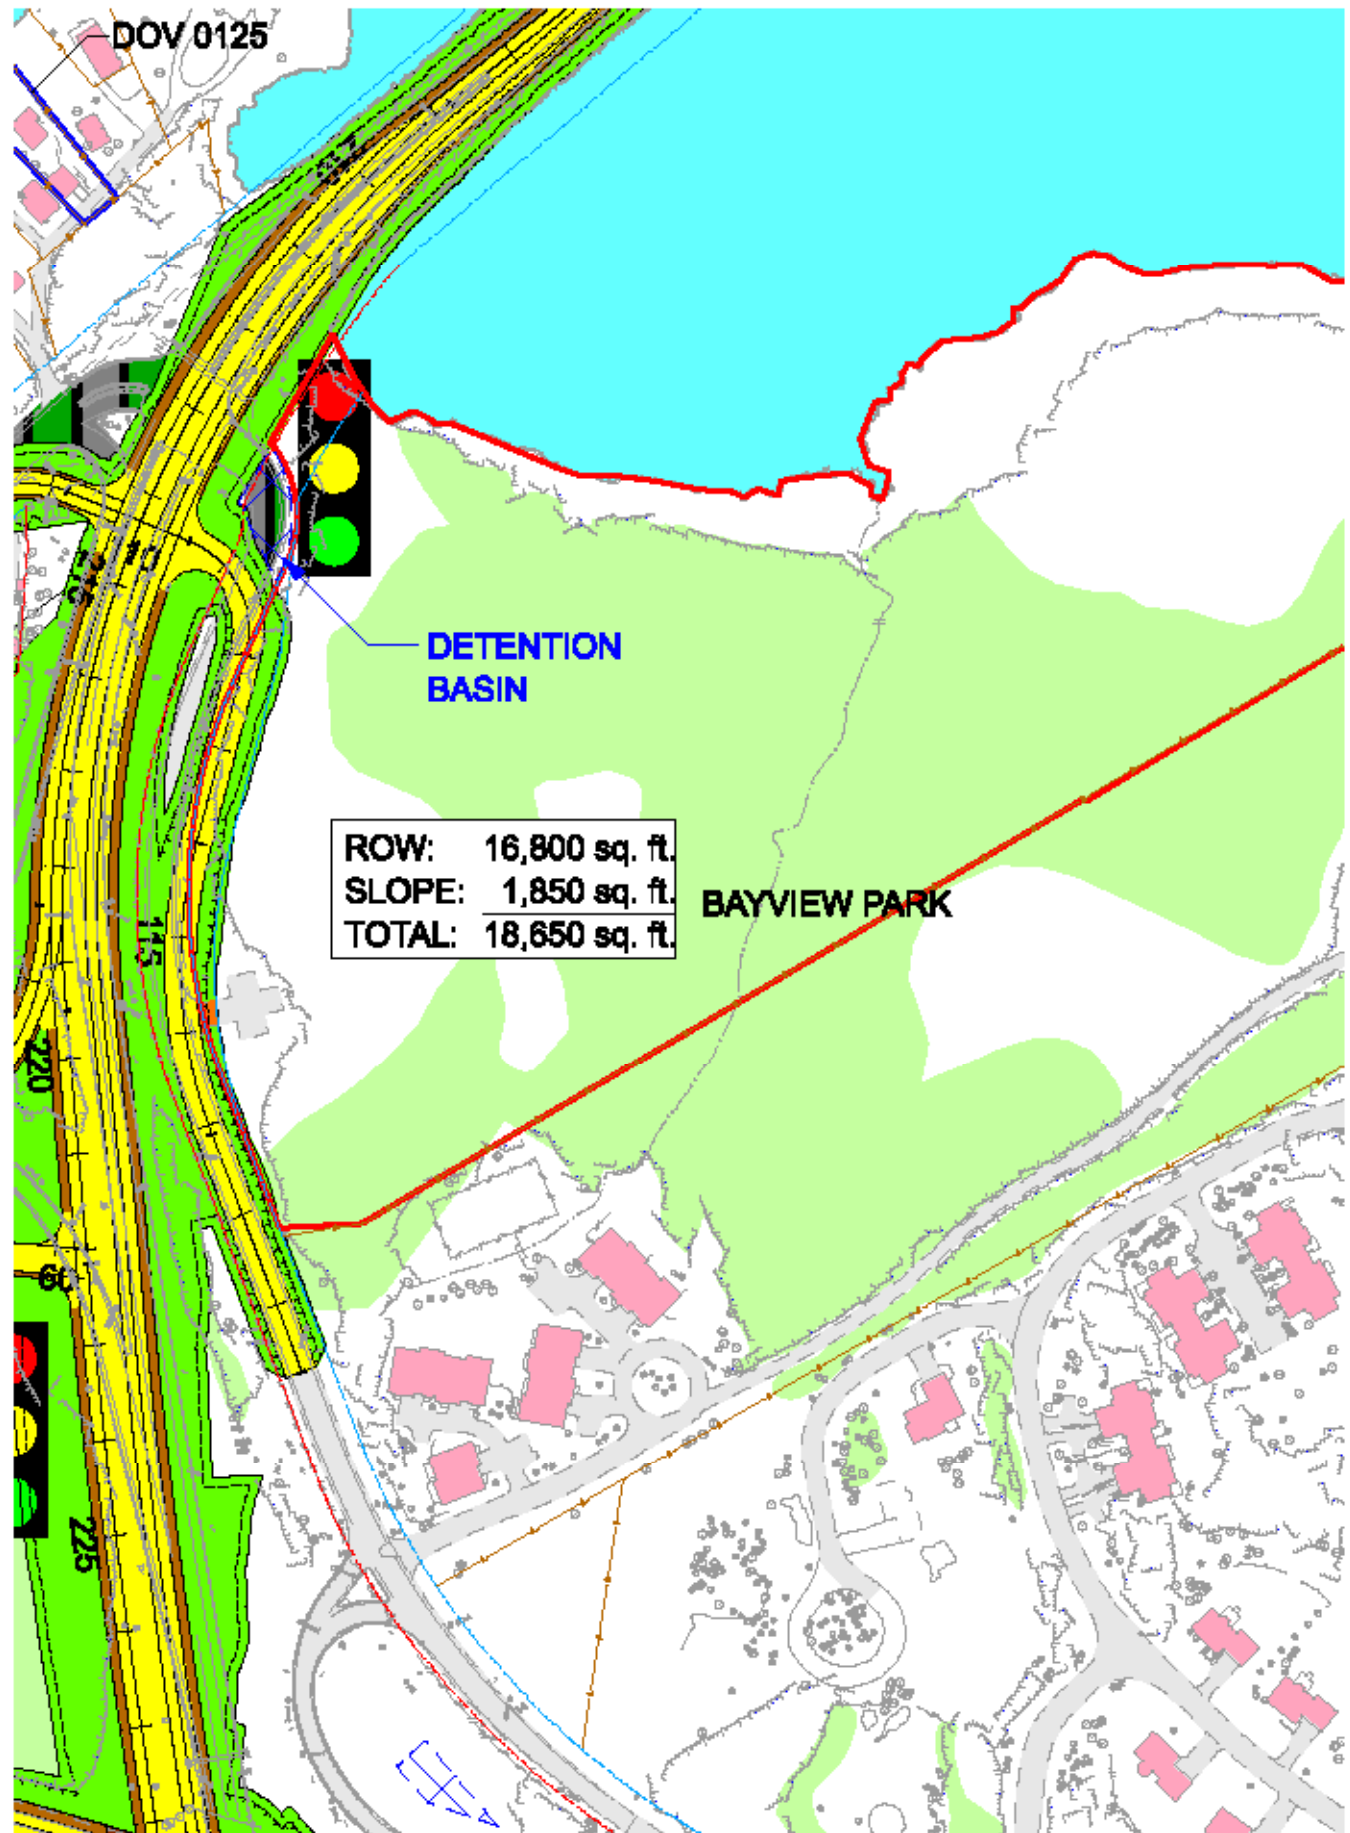 DOV 0125
DETENTION
BASIN
ROW: 16,800 sq. ft.
SLOPE: 1,850 sq. ft.
TOTAL: 18,650 sq. ft.
BAYVIEW PARK
115
220
225